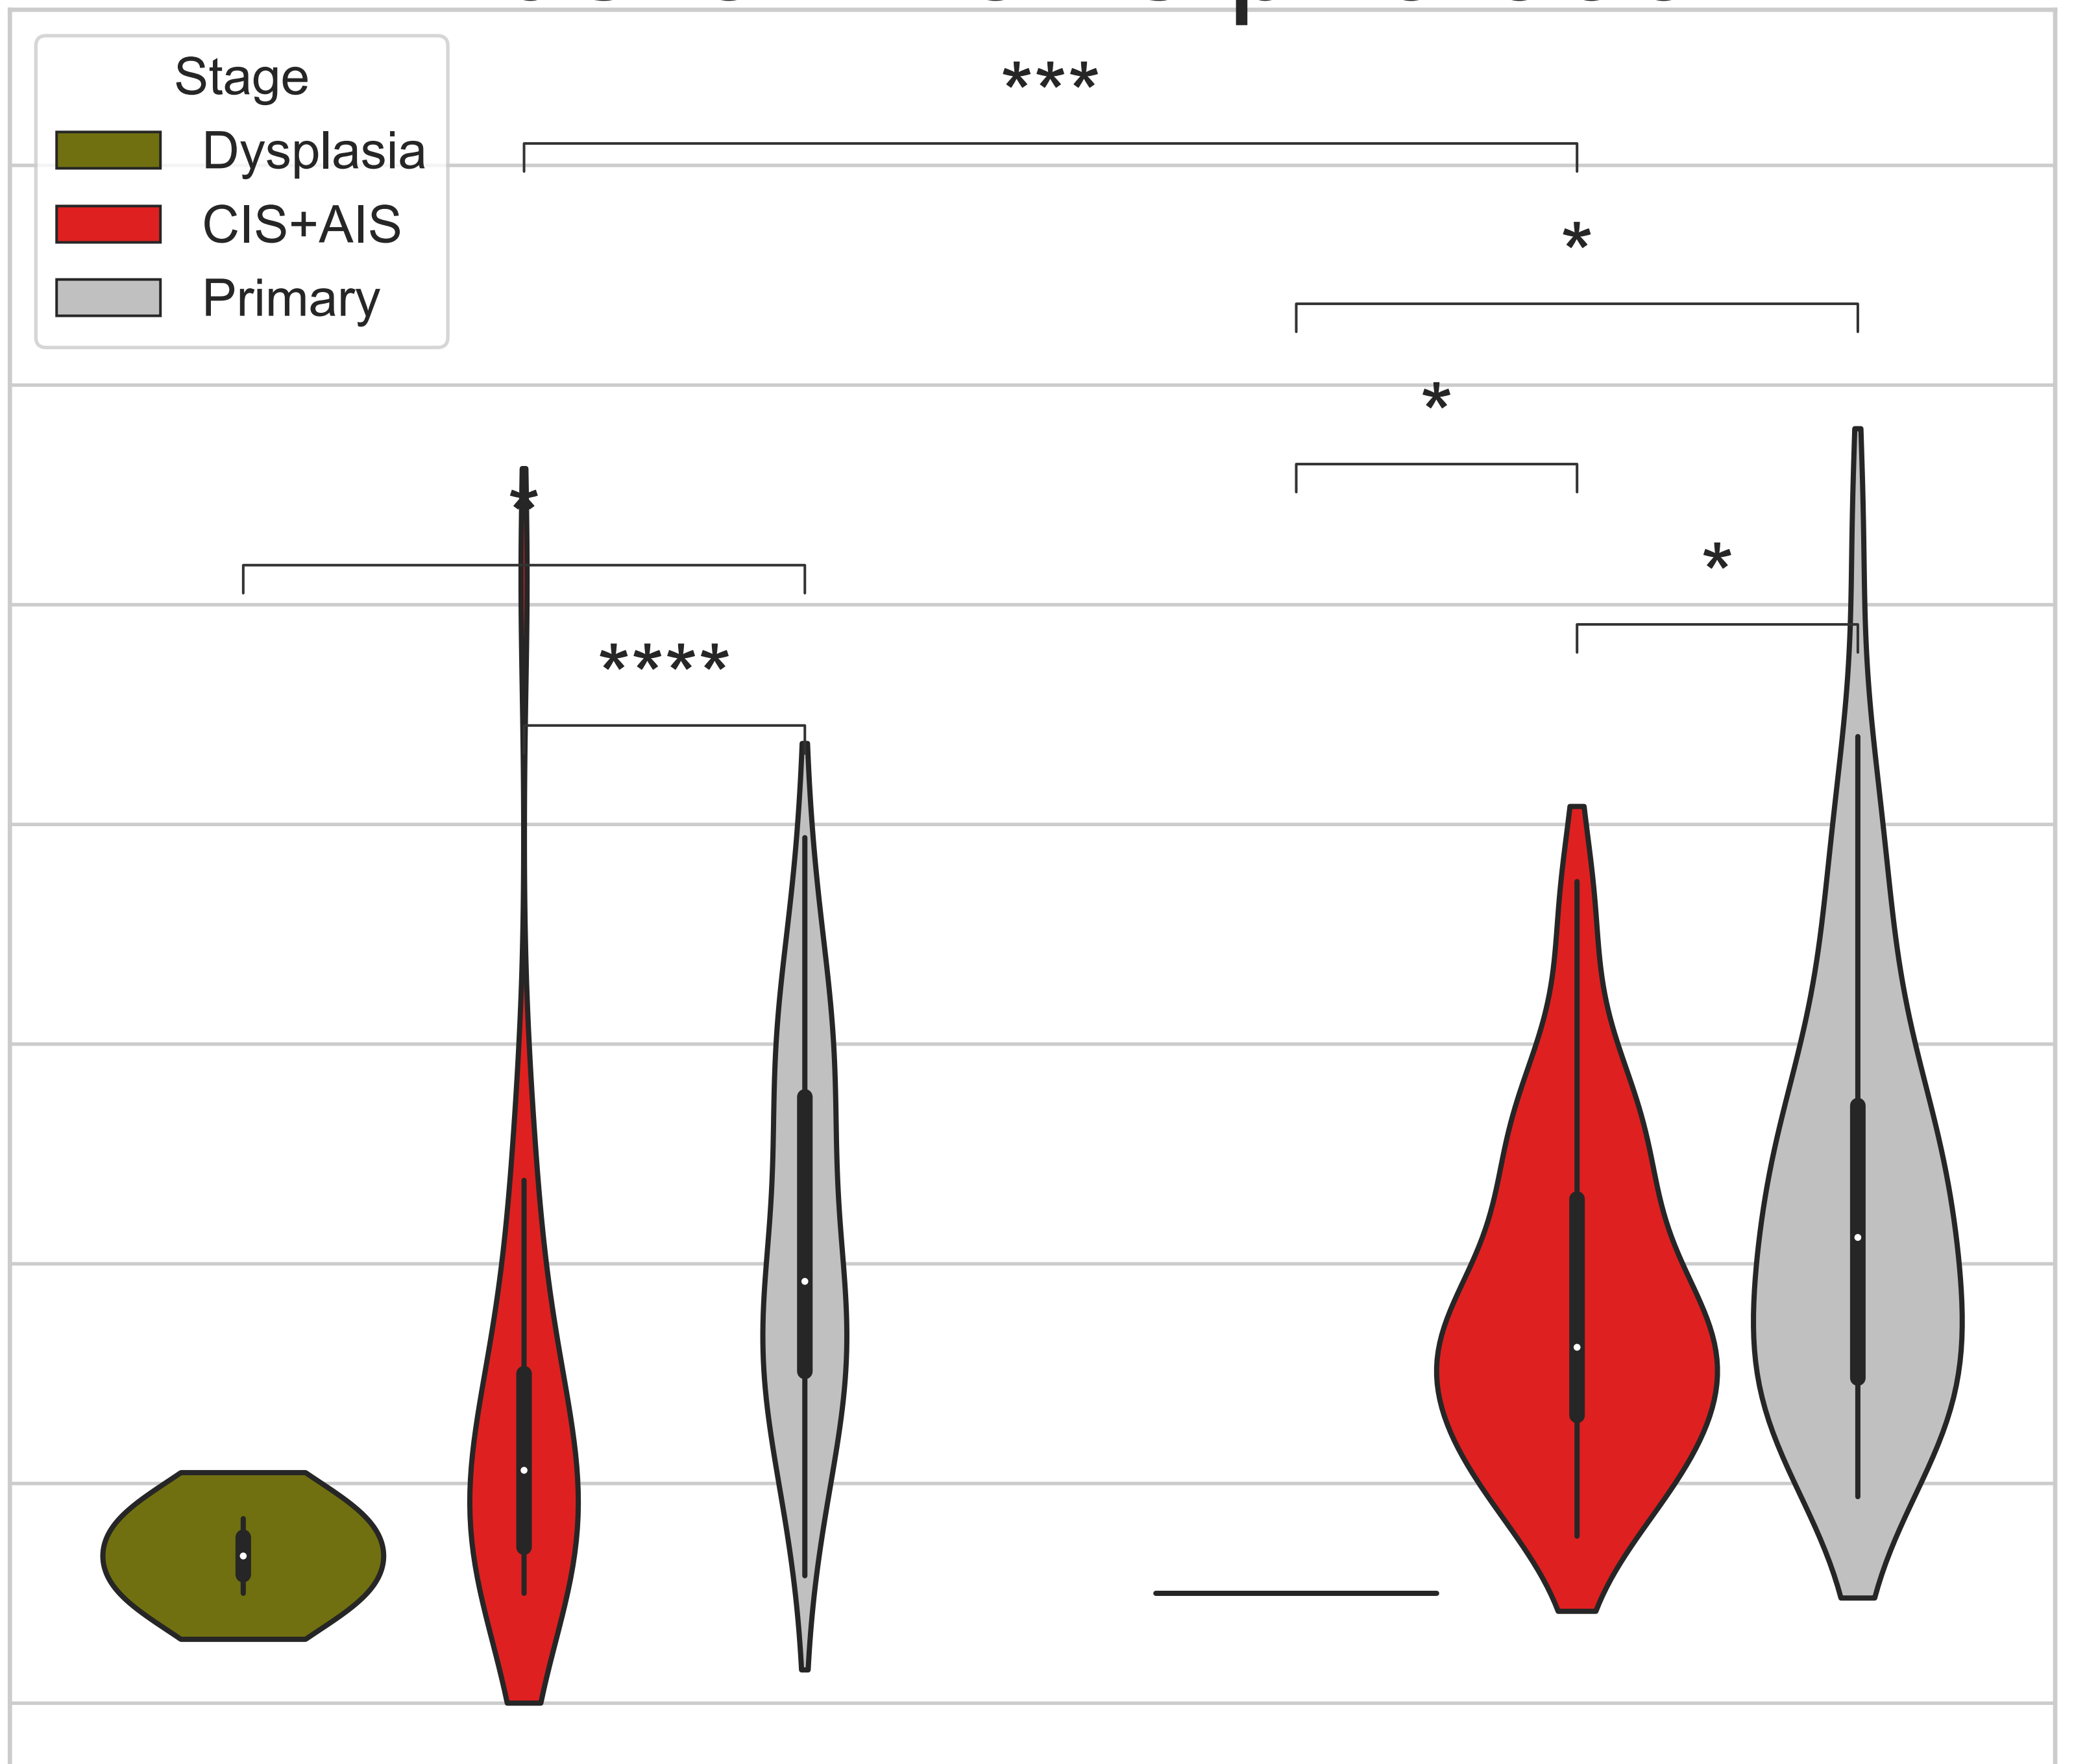 Stage
Dysplasia
CIS+AIS
Primary
***
*
*
*
*
****